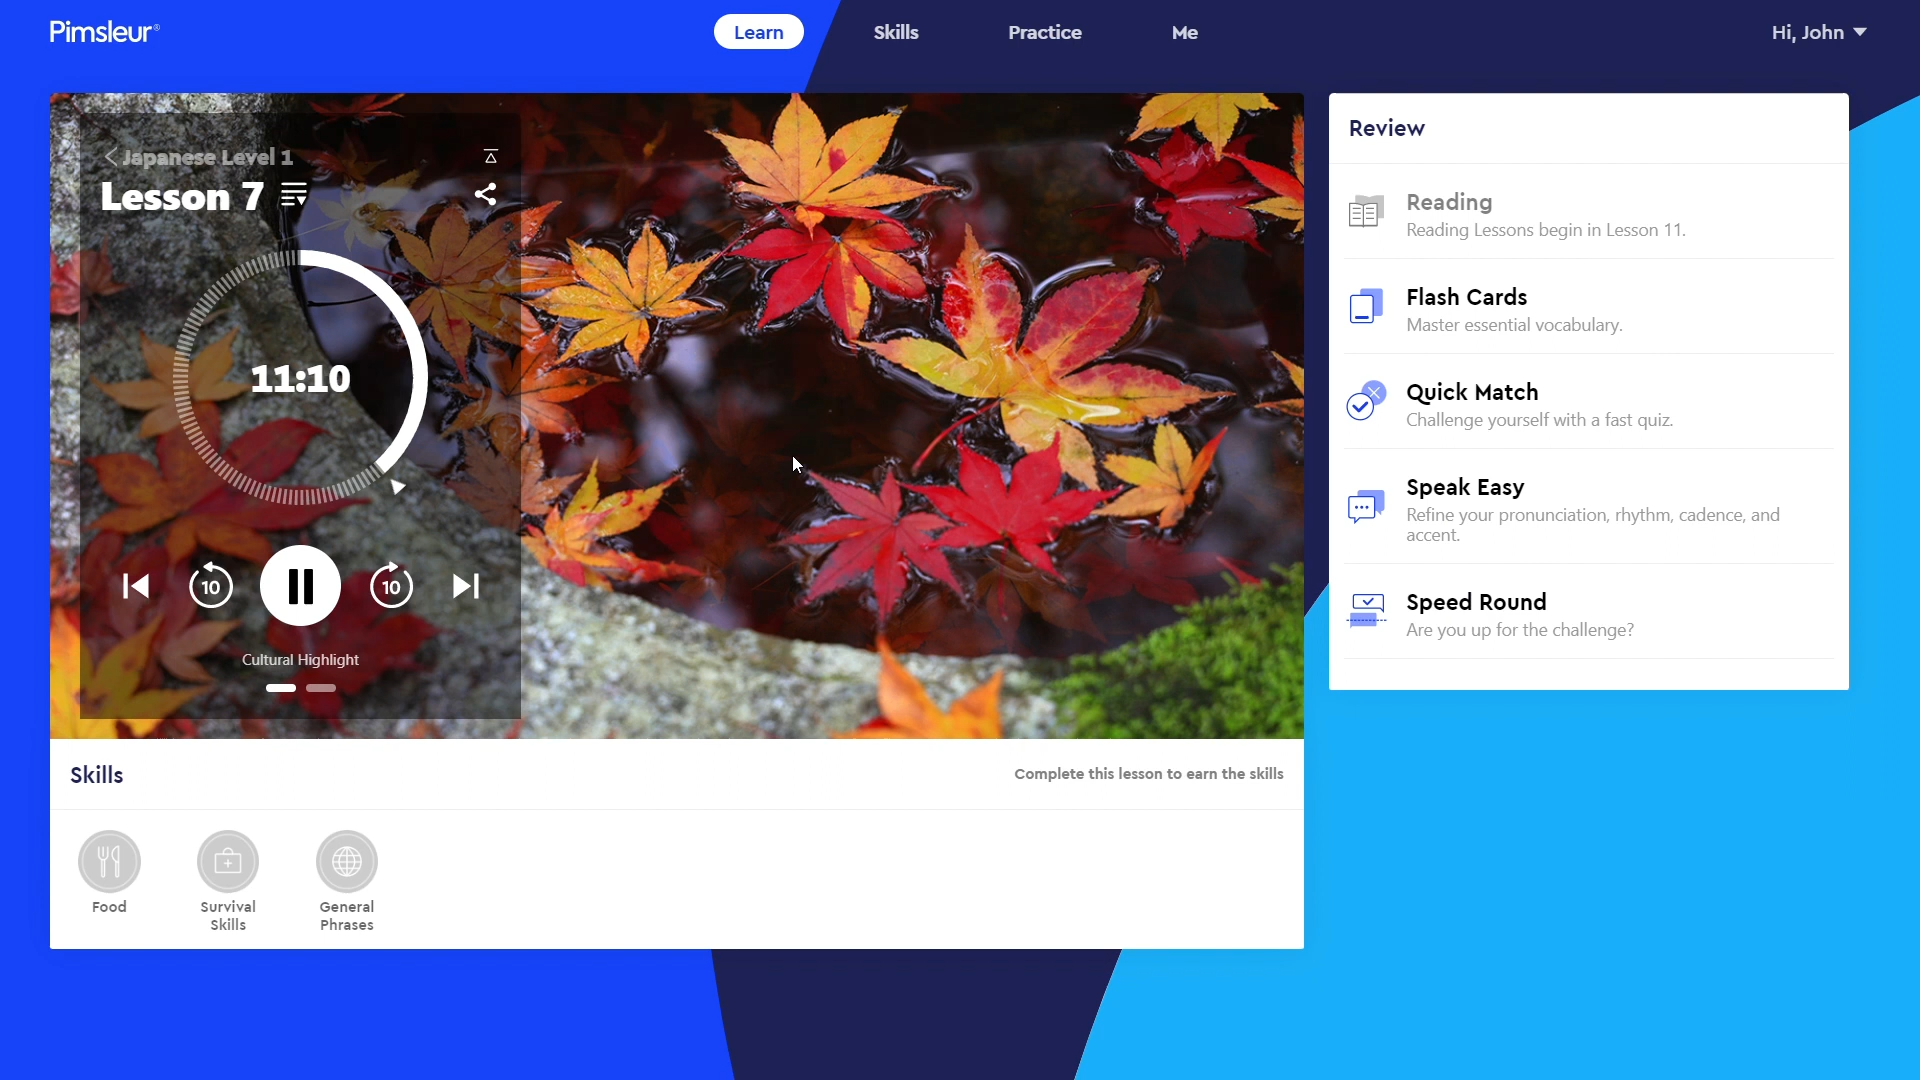 Pimsleur®
Learn
Skills
Practice
Me
Hi, John
Japanese Level 1
Lesson 7
11:10
10
10
Cultural Highlight
Review
Reading
Reading Lessons begin in Lesson 11.
Flash Cards
Master essential vocabulary.
Quick Match
Challenge yourself with a fast quiz.
Speak Easy
Refine your pronunciation, rhythm, cadence, and
accent.
Speed Round
Are you up for the challenge?
Skills
Complete this lesson to earn the skills
Food
Survival
Skills
General
Phrases